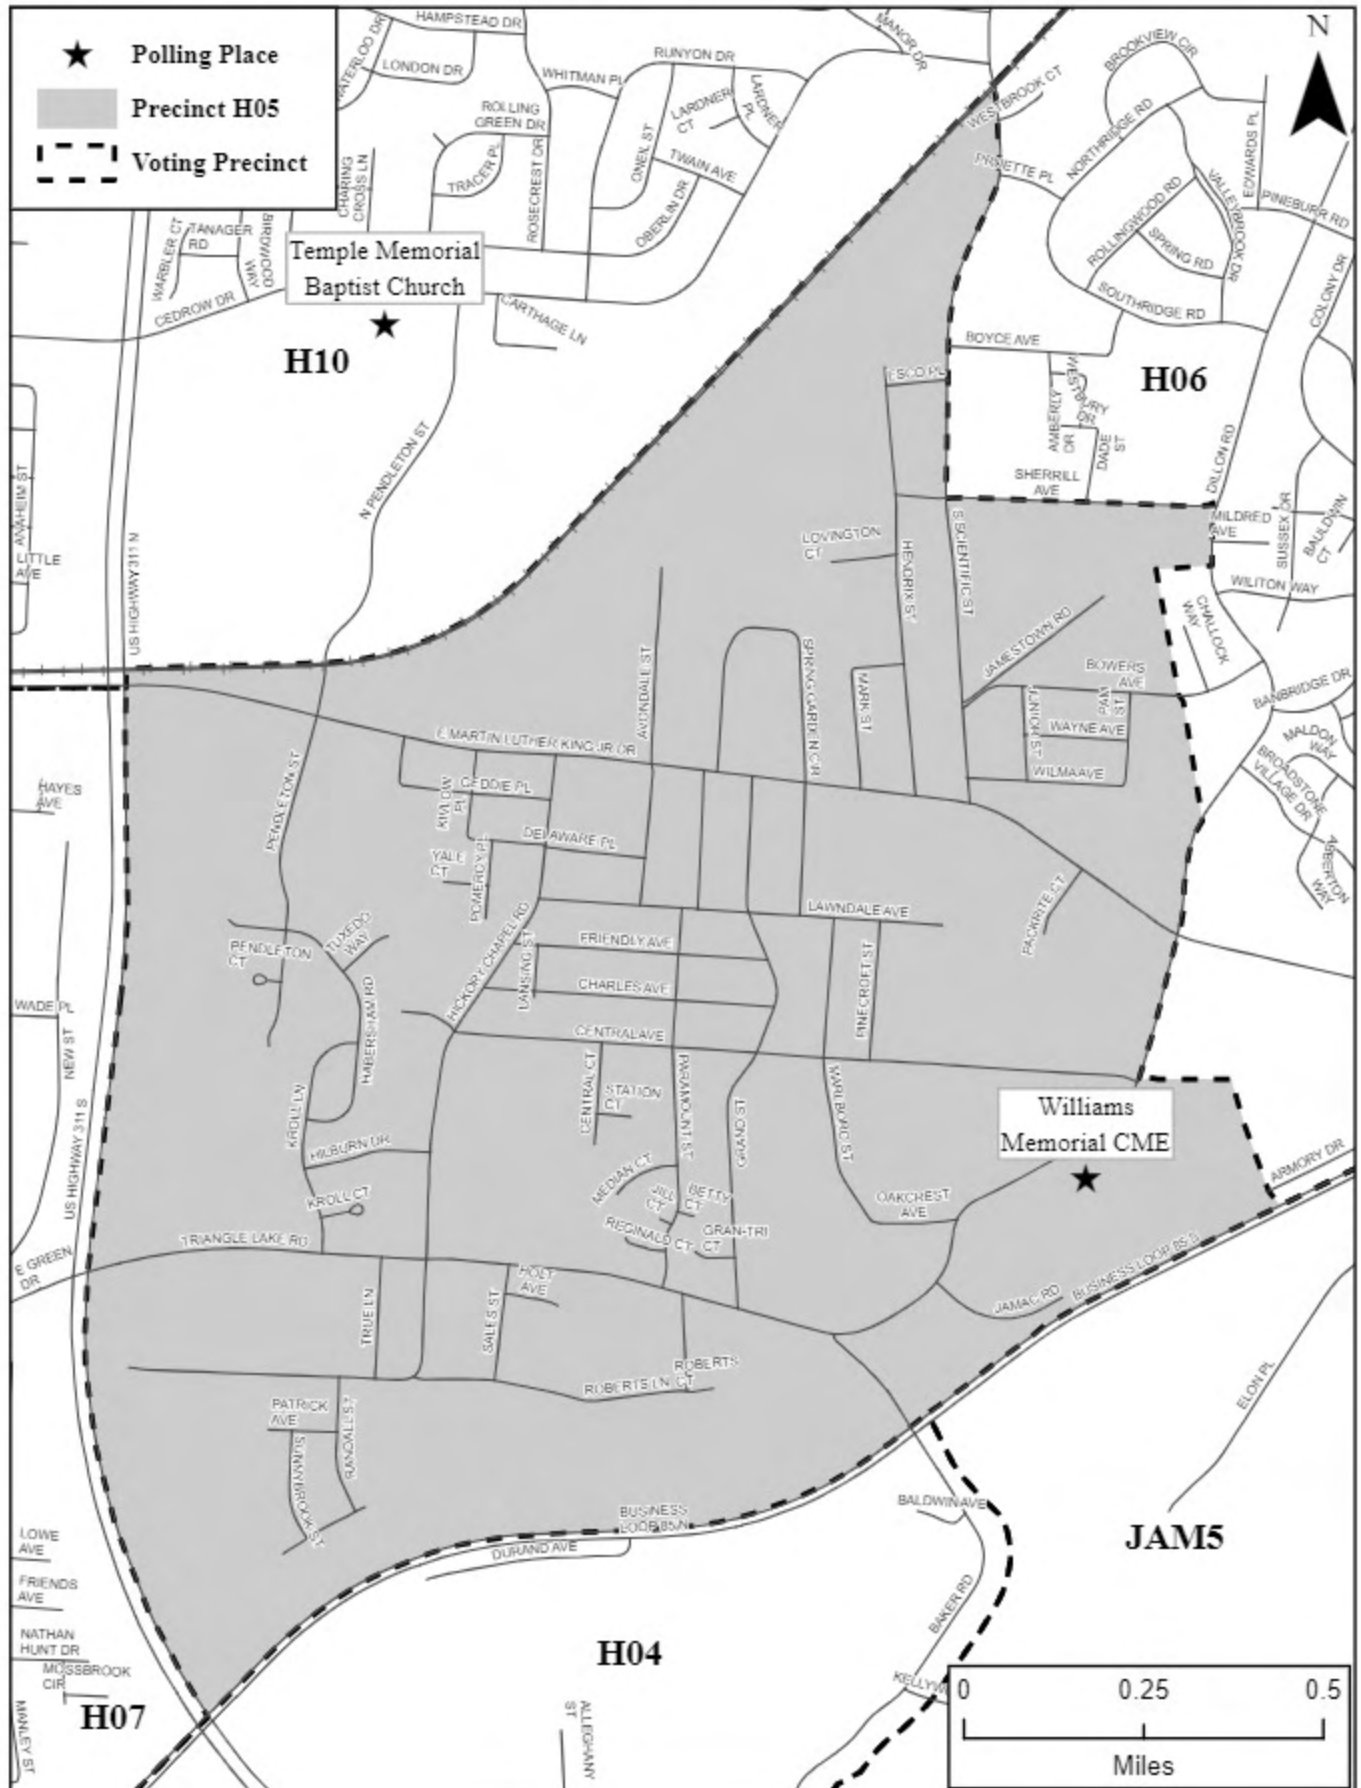 Polling Place
Precinct H05
Voting Precinct
N
HAMPSTEAD DR
WATERLOO DR
LONDON DR
WHITMAN PL
RUNYON DR
MANOR DR
LARDNER
CT
LARDNER
PL
ROLLING
GREEN DR
TRACER PL
ROSECREST DR
ONEIL ST
TWAIN AVE
OBERLIN DR
CHARING
CROSS LN
WARBLER CT
TANAGER
RD
BIRDWOOD
WAY
CEDROW DR
Temple Memorial
Baptist Church
CARTHAGE LN
H10
N PENDLETON ST
ANAHEIM ST
LITTLE
AVE
US HIGHWAY 311 N
WESTBROOK CT
BROOKVIEW CIR
NORTHRIDGE RD
EDWARDS PL
PINEBURR RD
ROLLINGWOOD RD
VALLEYBROOK DR
SPRING RD
SOUTHRIDGE RD
COLONY DR
BOYCE AVE
H06
ESCO PL
WESTBURY
DR
AMBERLY
DR
DADE
ST
SHERRILL
AVE
DILLON RD
MILDRED
AVE
SUSSEX DR
BAULDWIN
CT
WILITON WAY
CHALLOCK
WAY
BANBRIDGE DR
MALDON
WAY
BROADSTONE
VILLAGE DR
LOVINGTON
CT
HENDRIX ST
S SCIENTIFIC ST
JAMESTOWN RD
BOWERS
AVE
PAM
ST
WAYNE AVE
WILMA AVE
AVONDALE ST
SPRING GARDEN CIR
MARK ST
E MARTIN LUTHER KING JR DR
PENDLETON ST
GEDDIE PL
DELAWARE PL
YALE
CT
POMEROY PL
HAYES
AVE
PACKRITE CT
LAWNDALE AVE
FRIENDLY AVE
CHARLES AVE
CENTRAL AVE
LANSING ST
HICKORY CHAPEL RD
PINECROFT ST
TUXEDO
WAY
PENDLETON
CT
HABERSHAM RD
WADE PL
NEW ST
US HIGHWAY 311 S
KROLL LN
HILBURN DR
KROLL CT
CENTRAL CT
STATION
CT
PARAMOUNT ST
GRAND ST
MARLBORO ST
Williams
Memorial CME
ARMORY DR
MEDIAN CT
JILL
CT
BETTY
CT
REGINALD CT
GRAN-TRI
CT
OAKCREST
AVE
TRIANGLE LAKE RD
E GREEN
DR
HOLT
AVE
TRUE LN
SALES ST
JAMAC RD
BUSINESS LOOP 85 S
ROBERTS
CT
ROBERTS LN
PATRICK
AVE
RANDALL ST
SUNNYBROOK ST
ELON PL
BUSINESS
LOOP 85 N
DURAND AVE
BALDWIN AVE
JAM5
LOWE
AVE
FRIENDS
AVE
NATHAN
HUNT DR
MOSSBROOK
CIR
MANLEY ST
H07
H04
BAKER RD
ALLEGHANY
ST
0 0.25 0.5
Miles